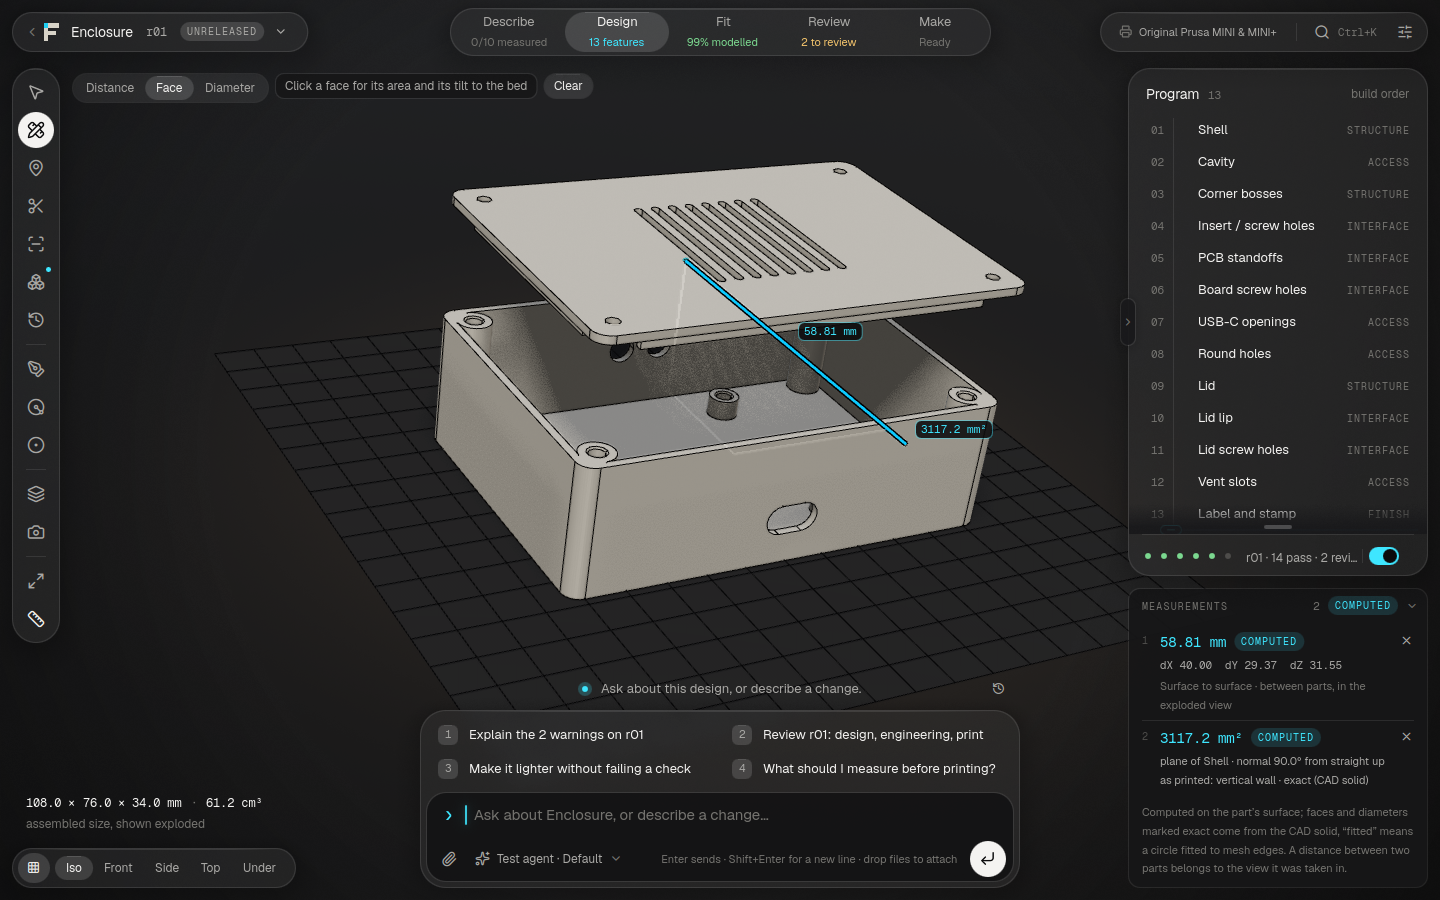 Enclosure r01 UNRELEASED
Describe
0/10 measured
Design
13 features
Fit
99% modelled
Review
2 to review
Make
Ready
Original Prusa MINI & MINI+
Ctrl+K
Distance Face Diameter
Click a face for its area and its tilt to the bed
Clear
58.81 mm
3117.2 mm²
Program 13 build order
01 Shell STRUCTURE
02 Cavity ACCESS
03 Corner bosses STRUCTURE
04 Insert / screw holes INTERFACE
05 PCB standoffs INTERFACE
06 Board screw holes INTERFACE
07 USB-C openings ACCESS
08 Round holes ACCESS
09 Lid STRUCTURE
10 Lid lip INTERFACE
11 Lid screw holes INTERFACE
12 Vent slots ACCESS
13 Label and stamp FINISH
r01 · 14 pass · 2 revi…
MEASUREMENTS 2 COMPUTED
1 58.81 mm COMPUTED
dX 40.00 dY 29.37 dZ 31.55
Surface to surface · between parts, in the
exploded view
2 3117.2 mm² COMPUTED
plane of Shell · normal 90.0° from straight up
as printed: vertical wall · exact (CAD solid)
Computed on the part's surface; faces and diameters
marked exact come from the CAD solid, “fitted” means
a circle fitted to mesh edges. A distance between two
parts belongs to the view it was taken in.
Ask about this design, or describe a change.
1 Explain the 2 warnings on r01
2 Review r01: design, engineering, print
3 Make it lighter without failing a check
4 What should I measure before printing?
Ask about Enclosure, or describe a change…
Test agent · Default
Enter sends · Shift+Enter for a new line · drop files to attach
108.0 × 76.0 × 34.0 mm · 61.2 cm³
assembled size, shown exploded
Iso Front Side Top Under